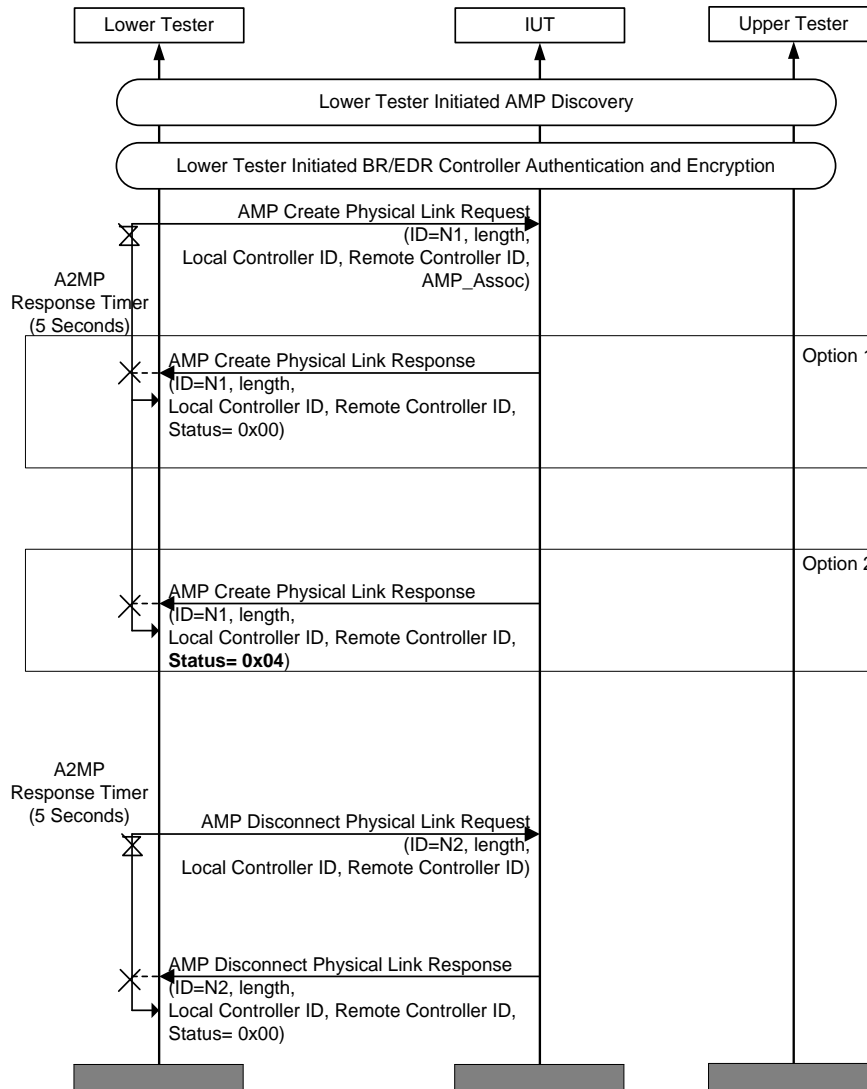 Lower Tester
IUT
Upper Tester
Lower Tester Initiated AMP Discovery
Lower Tester Initiated BR/EDR Controller Authentication and Encryption
AMP Create Physical Link Request
(ID=N1, length,
Local Controller ID, Remote Controller ID,
AMP_Assoc)
A2MP
Response Timer
(5 Seconds)
Option 1
AMP Create Physical Link Response
(ID=N1, length,
Local Controller ID, Remote Controller ID,
Status= 0x00)
Option 2
AMP Create Physical Link Response
(ID=N1, length,
Local Controller ID, Remote Controller ID,
Status= 0x04)
A2MP
Response Timer
(5 Seconds)
AMP Disconnect Physical Link Request
(ID=N2, length,
Local Controller ID, Remote Controller ID)
AMP Disconnect Physical Link Response
(ID=N2, length,
Local Controller ID, Remote Controller ID,
Status= 0x00)